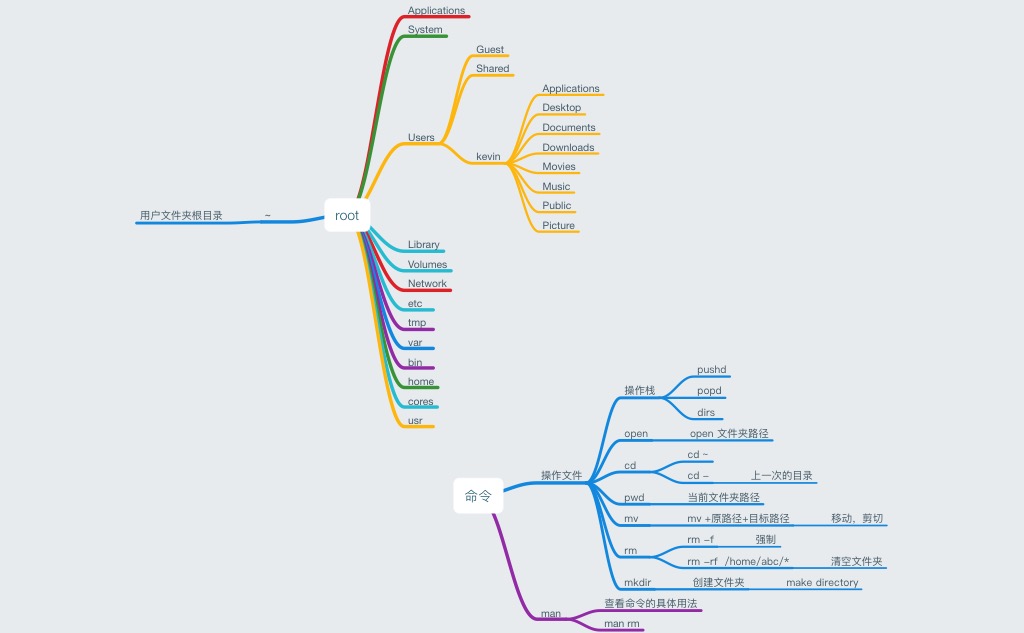 Applications
System
Guest
Shared
Applications
Desktop
Documents
Users
Downloads
kevin
Movies
Music
Public
用户文件夹根目录 ~ root
Picture
Library
Volumes
Network
etc
tmp
var
bin
home
cores
usr
pushd
操作栈 popd
dirs
open open 文件夹路径
cd ~
cd
操作文件 cd – 上一次的目录
命令
pwd 当前文件夹路径
mv mv +原路径+目标路径 移动，剪切
rm –f 强制
rm
rm –rf /home/abc/* 清空文件夹
mkdir 创建文件夹 make directory
查看命令的具体用法
man
man rm